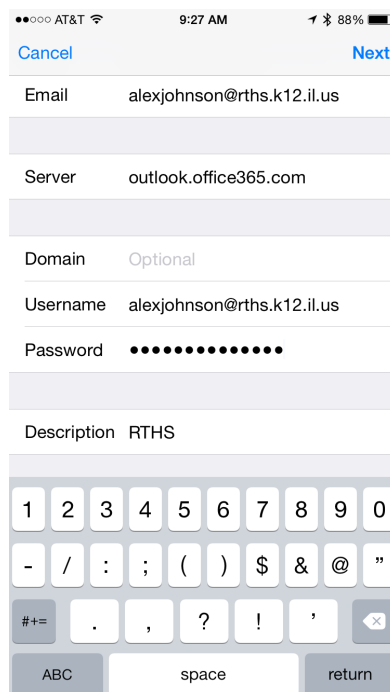 AT&T 9:27 AM 88%
Cancel Next
Email alexjohnson@rths.k12.il.us
Server outlook.office365.com
Domain Optional
Username alexjohnson@rths.k12.il.us
Password ●●●●●●●●●●●●●●
Description RTHS
1 2 3 4 5 6 7 8 9 0
- / : ; ( ) $ & @ "
#+= . , ? ! '
ABC space return